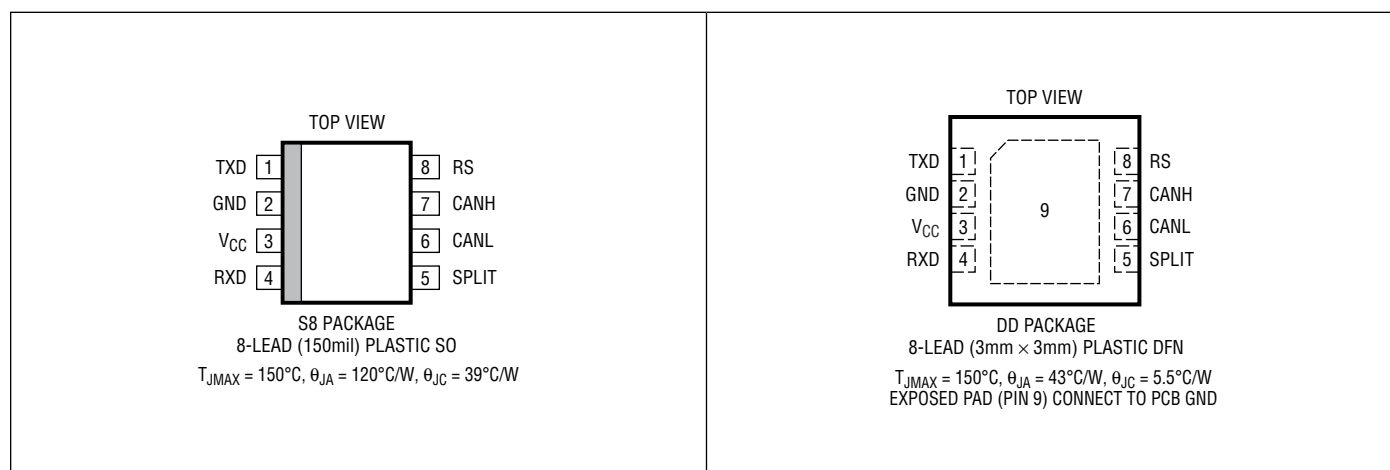 TOP VIEW
TXD 1 8 RS
GND 2 7 CANH
VCC 3 6 CANL
RXD 4 5 SPLIT
S8 PACKAGE
8-LEAD (150mil) PLASTIC SO
TJMAX = 150°C, θJA = 120°C/W, θJC = 39°C/W
TOP VIEW
TXD 1 8 RS
GND 2 7 CANH
9
VCC 3 6 CANL
RXD 4 5 SPLIT
DD PACKAGE
8-LEAD (3mm × 3mm) PLASTIC DFN
TJMAX = 150°C, θJA = 43°C/W, θJC = 5.5°C/W
EXPOSED PAD (PIN 9) CONNECT TO PCB GND